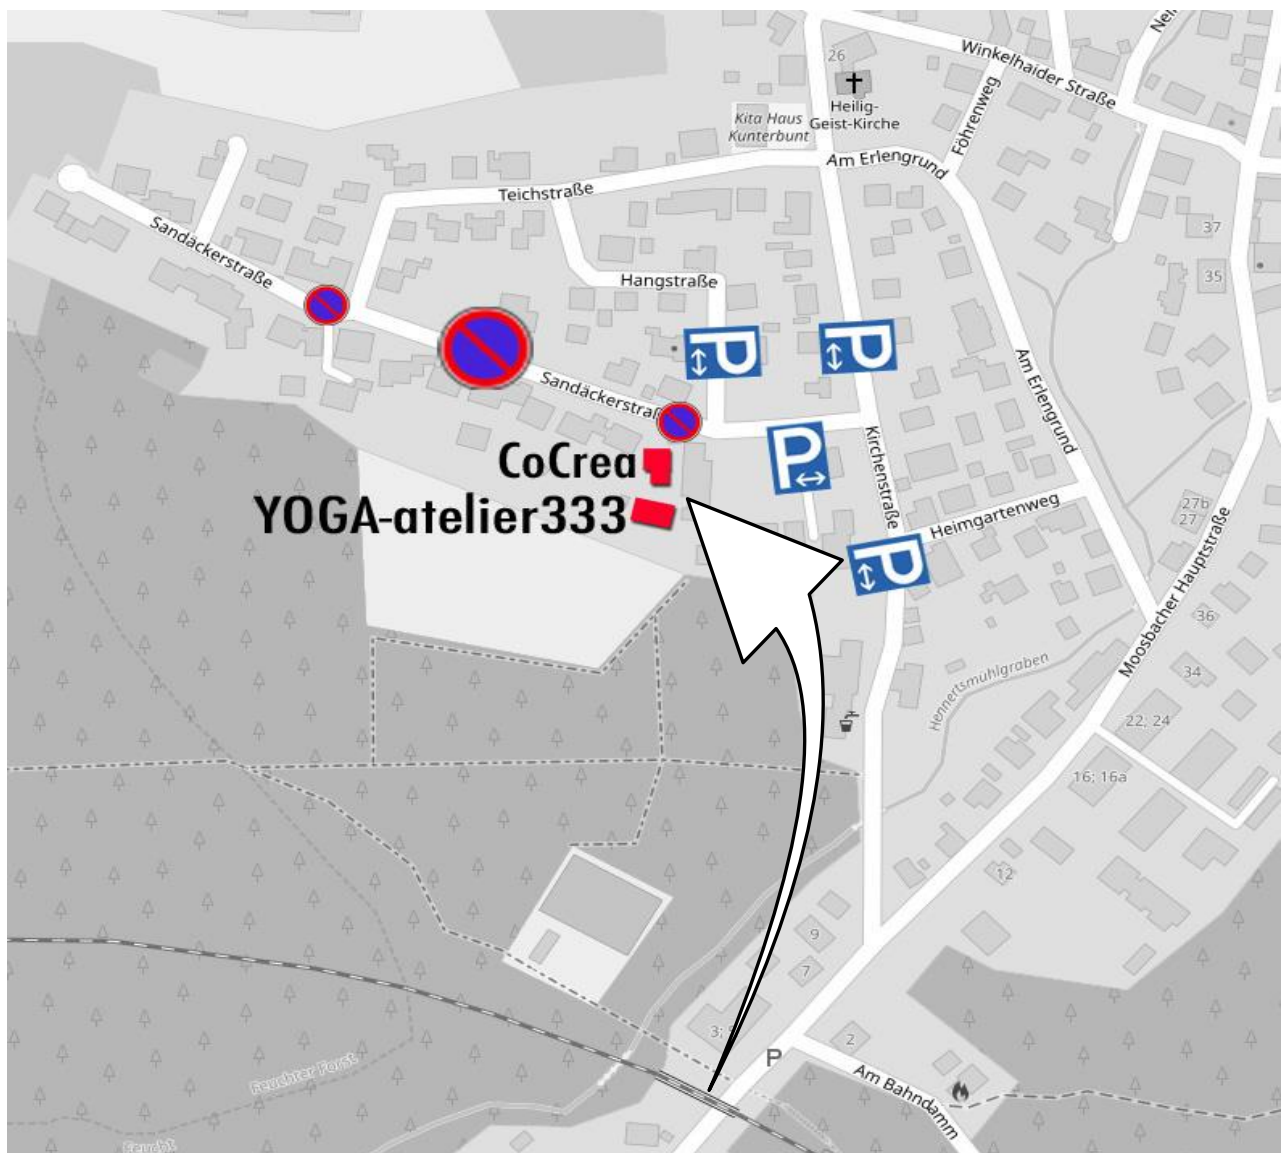 Nein
Winkelhaider Straße
26
Heilig-
Geist-Kirche
Kita Haus
Kunterbunt
Föhrenweg
Am Erlengrund
Teichstraße
Sandäckerstraße
37
Hangstraße
35
P
P
Am Erlengrund
Sandäckerstraße
P
Kirchenstraße
CoCrea
YOGA-atelier333
27b
27
Heimgartenweg
P
Moosbacher Hauptstraße
36
Hennertsmühlgraben
34
22; 24
16; 16a
12
9
7
3;
2
P
Am Bahndamm
Feuchter Forst
Feucht